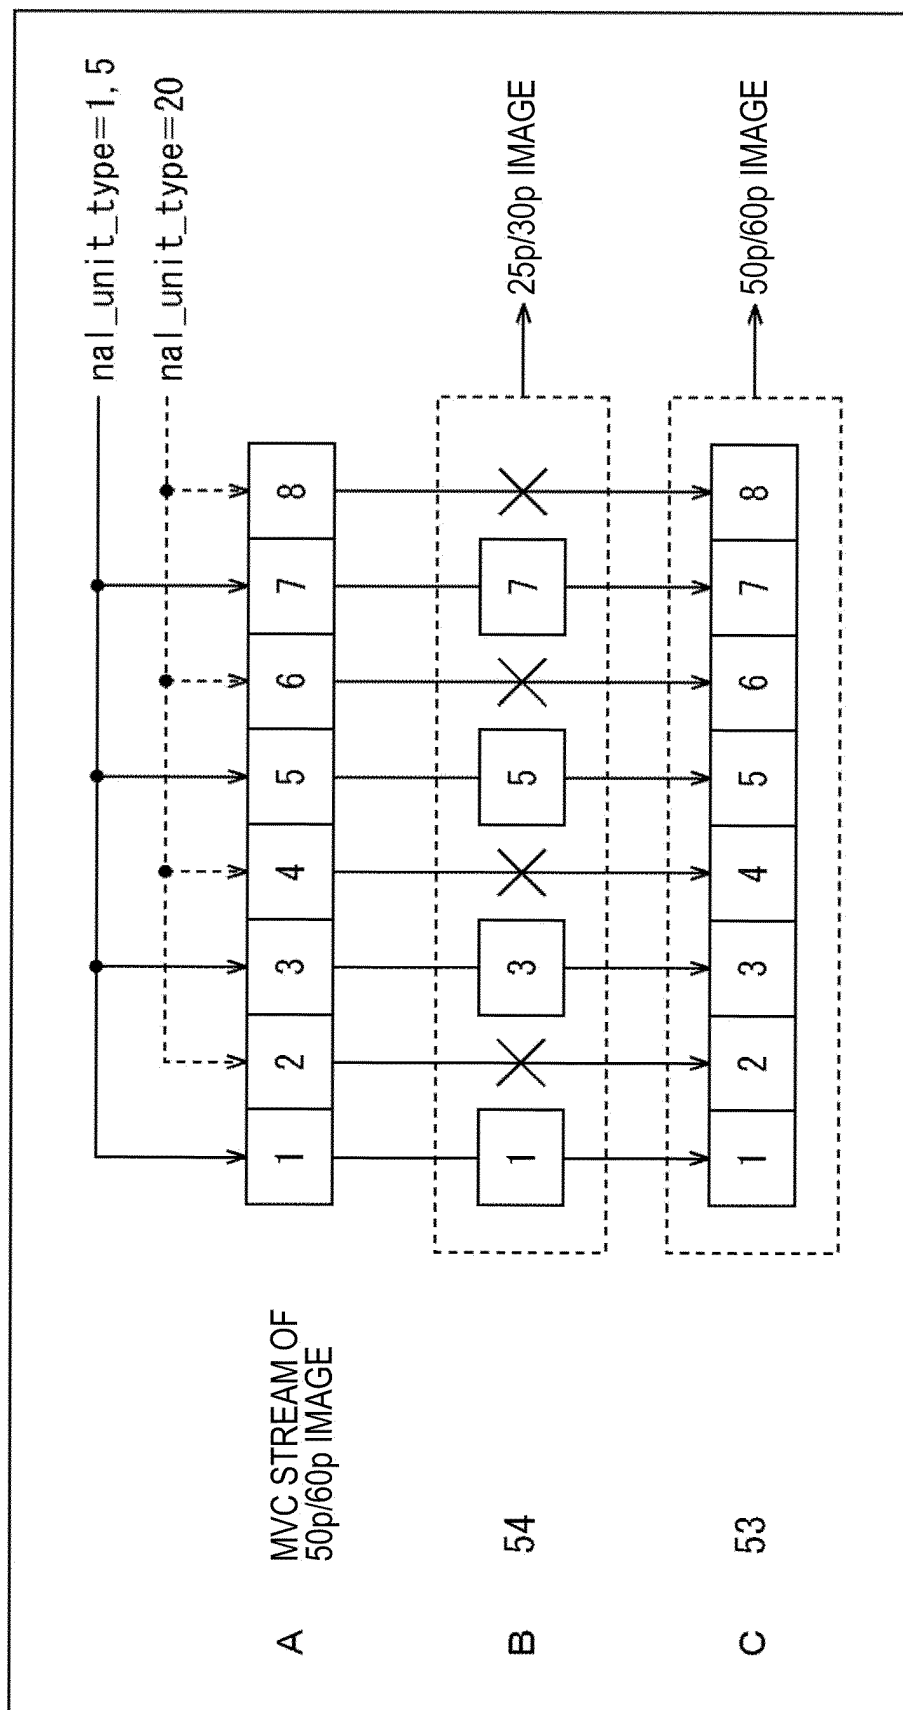 nal_unit_type=1, 5
nal_unit_type=20
A
MVC STREAM OF
50p/60p IMAGE
1 2 3 4 5 6 7 8
B
54
1 3 5 7
25p/30p IMAGE
C
53
1 2 3 4 5 6 7 8
50p/60p IMAGE